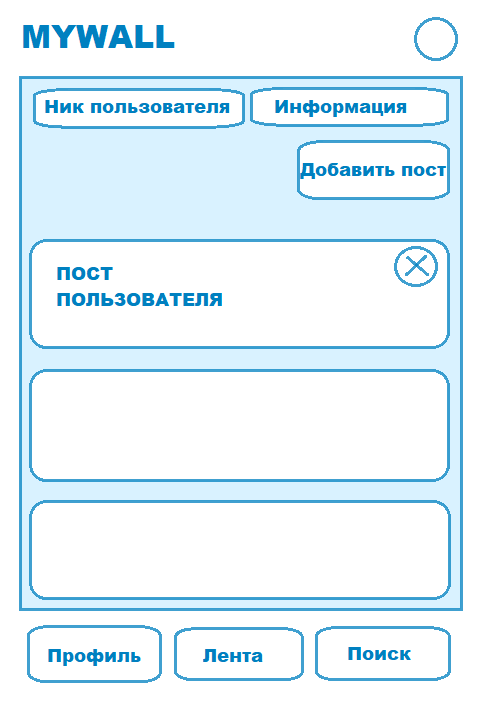 MYWALL
Ник пользователя
Информация
Добавить пост
ПОСТ
ПОЛЬЗОВАТЕЛЯ
Профиль
Лента
Поиск